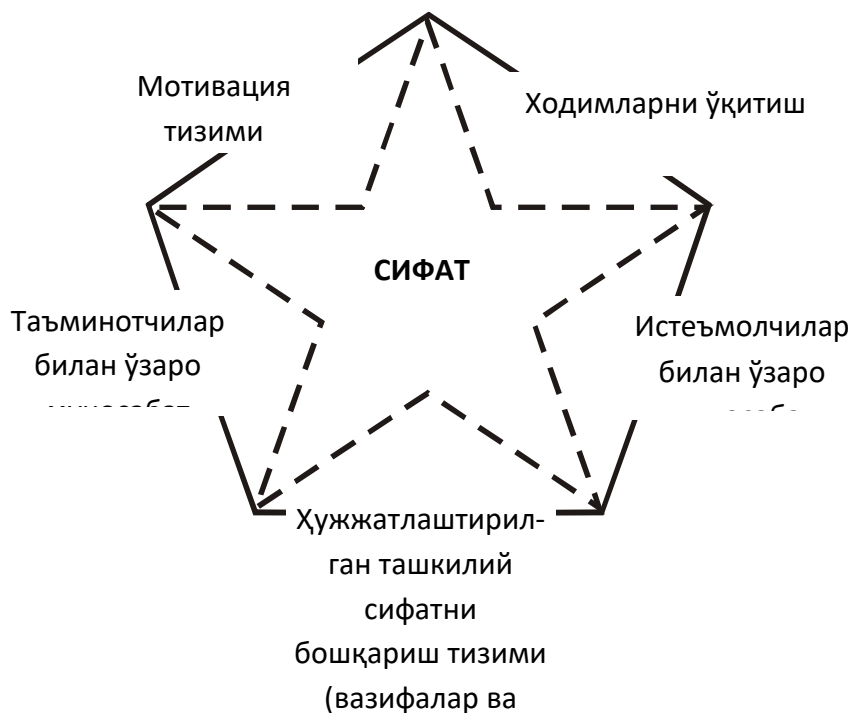 Мотивация
тизими
Ходимларни ўқитиш
СИФАТ
Таъминотчилар
билан ўзаро
Истеъмолчилар
билан ўзаро
Ҳужжатлаштирил-
ган ташкилий
сифатни
бошқариш тизими
(вазифалар ва